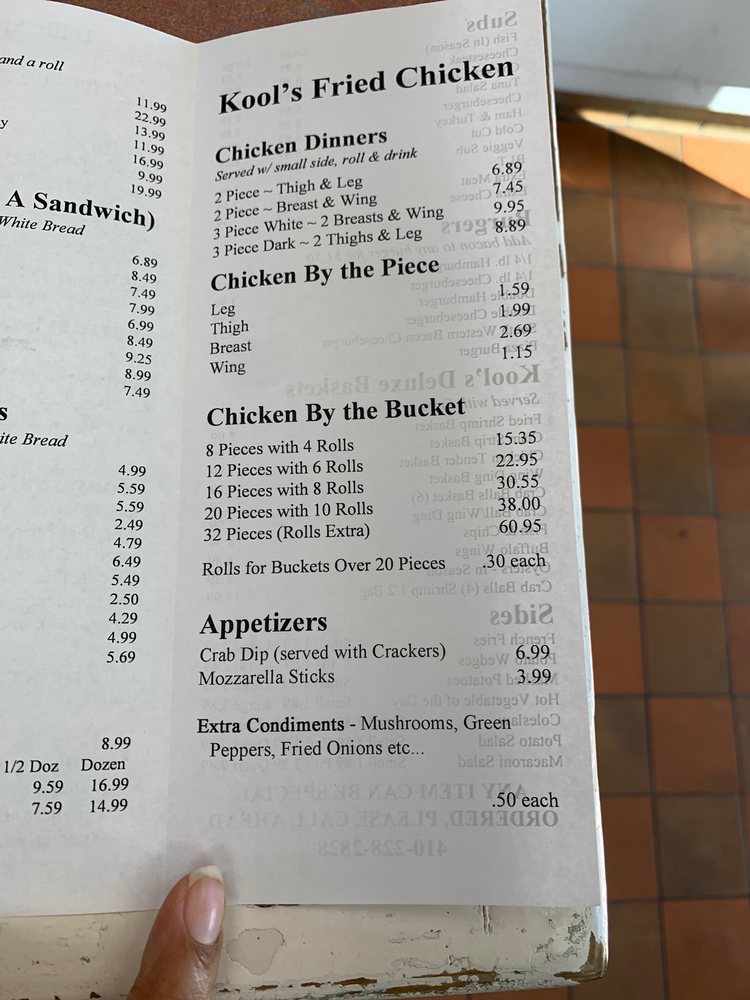 and a roll
11.99
22.99
13.99
11.99
16.99
9.99
19.99
A Sandwich)
White Bread
6.89
8.49
7.49
7.99
6.99
8.49
9.25
8.99
7.49
4.99
5.59
5.59
2.49
4.79
6.49
5.49
2.50
4.29
4.99
5.69
8.99
1/2 Doz Dozen
9.59 16.99
7.59 14.99
Kool's Fried Chicken
Chicken Dinners
Served w/ small side, roll & drink
2 Piece ~ Thigh & Leg 6.89
2 Piece ~ Breast & Wing 7.45
3 Piece White ~ 2 Breasts & Wing 9.95
3 Piece Dark ~ 2 Thighs & Leg 8.89
Chicken By the Piece
Leg 1.59
Thigh 1.99
Breast 2.69
Wing 1.15
Chicken By the Bucket
8 Pieces with 4 Rolls 15.35
12 Pieces with 6 Rolls 22.95
16 Pieces with 8 Rolls 30.55
20 Pieces with 10 Rolls 38.00
32 Pieces (Rolls Extra) 60.95
Rolls for Buckets Over 20 Pieces .30 each
Appetizers
Crab Dip (served with Crackers) 6.99
Mozzarella Sticks 3.99
Extra Condiments - Mushrooms, Green
Peppers, Fried Onions etc...
.50 each